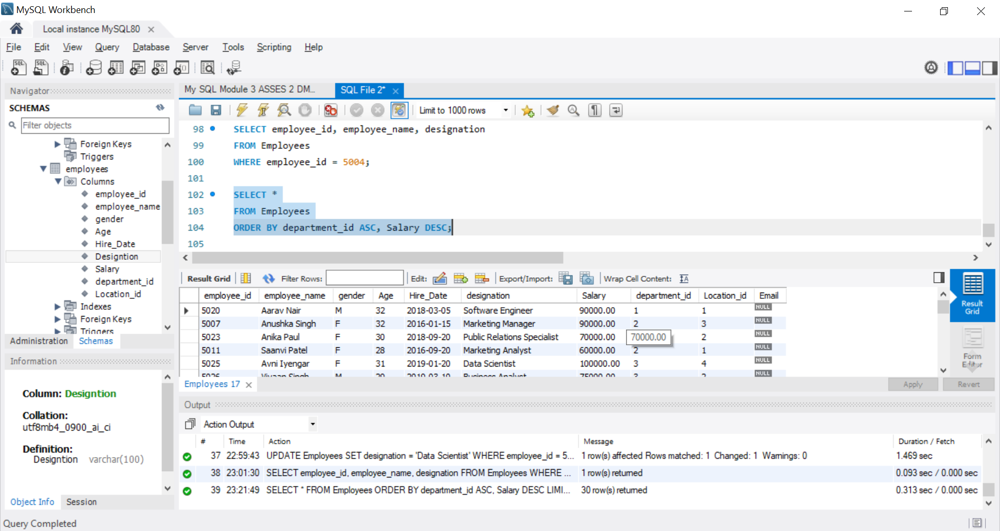 MySQL Workbench
Local instance MySQL80
File Edit View Query Database Server Tools Scripting Help
Navigator
SCHEMAS
Filter objects
Foreign Keys
Triggers
employees
Columns
employee_id
employee_name
gender
Age
Hire_Date
Designtion
Salary
department_id
Location_id
Indexes
Foreign Keys
Triggers
Administration Schemas
Information
Column: Designtion
Collation:
utf8mb4_0900_ai_ci
Definition:
Designtion varchar(100)
Object Info Session
My SQL Module 3 ASSES 2 DM... SQL File 2*
Limit to 1000 rows
98 SELECT employee_id, employee_name, designation
99 FROM Employees
100 WHERE employee_id = 5004;
101
102 SELECT *
103 FROM Employees
104 ORDER BY department_id ASC, Salary DESC;
105
Result Grid Filter Rows: Edit: Export/Import: Wrap Cell Content:
employee_id employee_name gender Age Hire_Date designation Salary department_id Location_id Email
5020 Aarav Nair M 32 2018-03-05 Software Engineer 90000.00 1 1 NULL
5007 Anushka Singh F 32 2016-01-15 Marketing Manager 90000.00 2 3 NULL
5023 Anika Paul F 30 2018-09-20 Public Relations Specialist 70000.00 70000.00 2 NULL
5011 Saanvi Patel F 28 2016-09-20 Marketing Analyst 60000.00 2 1 NULL
5025 Avni Iyengar F 31 2019-01-20 Data Scientist 100000.00 3 4 NULL
5026 Vivaan Singh M 29 2019-03-10 Business Analyst 75000.00 3 2 NULL
Result
Grid
Form
Editor
Employees 17
Apply Revert
Output
Action Output
# Time Action Message Duration / Fetch
37 22:59:43 UPDATE Employees SET designation = 'Data Scientist' WHERE employee_id = 5... 1 row(s) affected Rows matched: 1 Changed: 1 Warnings: 0 1.469 sec
38 23:01:30 SELECT employee_id, employee_name, designation FROM Employees WHERE ... 1 row(s) returned 0.093 sec / 0.000 sec
39 23:21:49 SELECT * FROM Employees ORDER BY department_id ASC, Salary DESC LIMI... 30 row(s) returned 0.313 sec / 0.000 sec
Query Completed